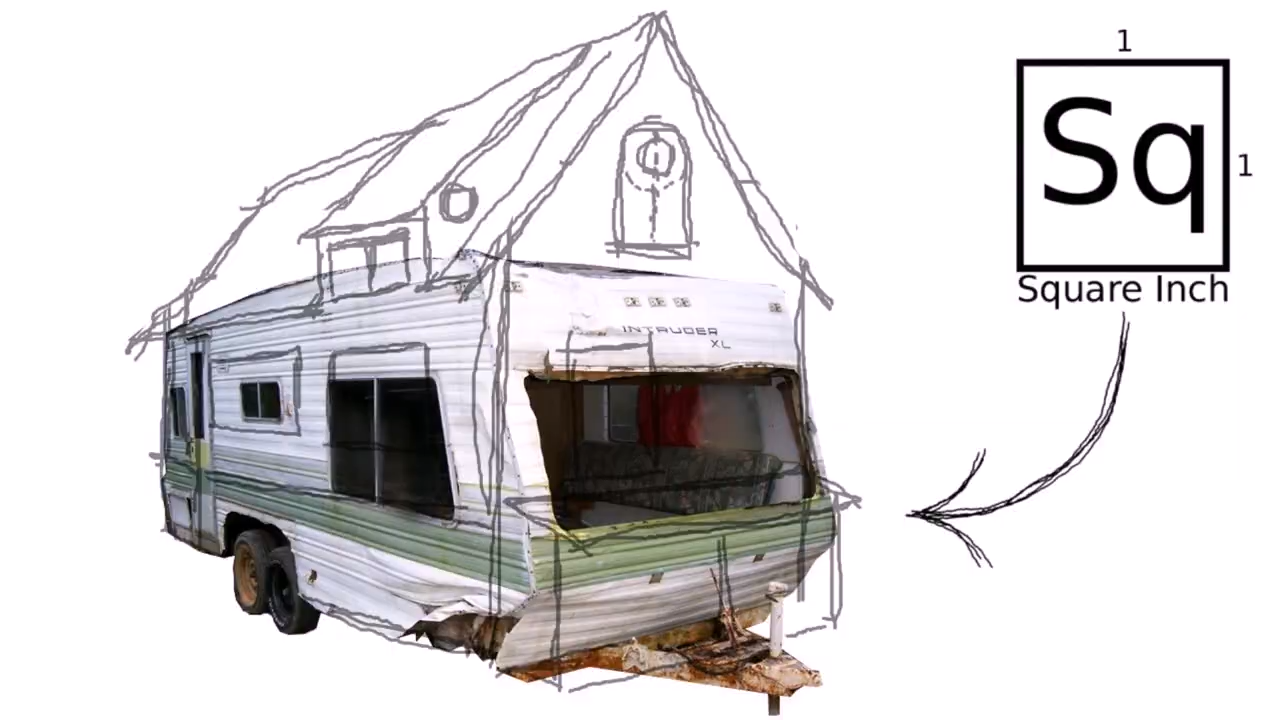 1
Sq
1
Square Inch
INTRUDER
XL